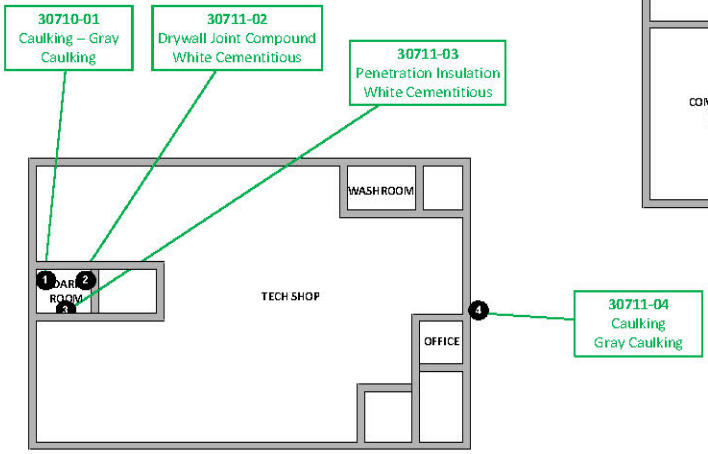 30710-01
Caulking – Gray
Caulking
30711-02
Drywall Joint Compound
White Cementitious
30711-03
Penetration Insulation
White Cementitious
WASHROOM
1
2
ROOM
3
TECH SHOP
4
OFFICE
30711-04
Caulking
Gray Caulking